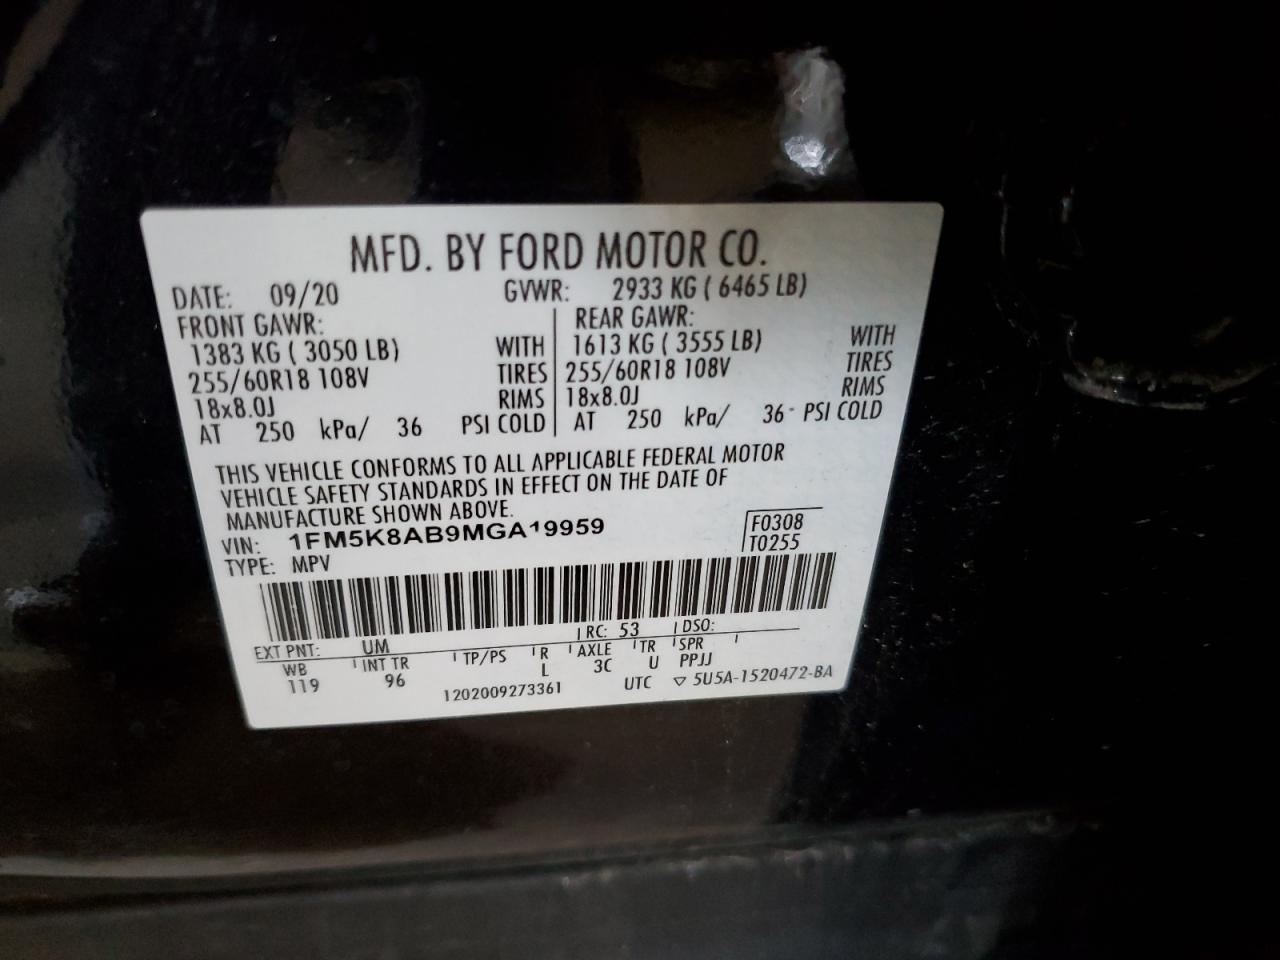 MFD. BY FORD MOTOR CO.
DATE: 09/20 GVWR: 2933 KG ( 6465 LB)
FRONT GAWR:
1383 KG ( 3050 LB) WITH
255/60R18 108V TIRES
18x8.0J RIMS
AT 250 kPa/ 36 PSI COLD
REAR GAWR:
1613 KG ( 3555 LB) WITH
255/60R18 108V TIRES
18x8.0J RIMS
AT 250 kPa/ 36 PSI COLD
THIS VEHICLE CONFORMS TO ALL APPLICABLE FEDERAL MOTOR
VEHICLE SAFETY STANDARDS IN EFFECT ON THE DATE OF
MANUFACTURE SHOWN ABOVE.
VIN: 1FM5K8AB9MGA19959
TYPE: MPV
F0308
T0255
EXT PNT: UM RC: 53 DSO:
WB INT TR TP/PS R AXLE TR SPR
119 96 L 3C U PPJJ
1202009273361 UTC ▽ 5U5A-1520472-BA